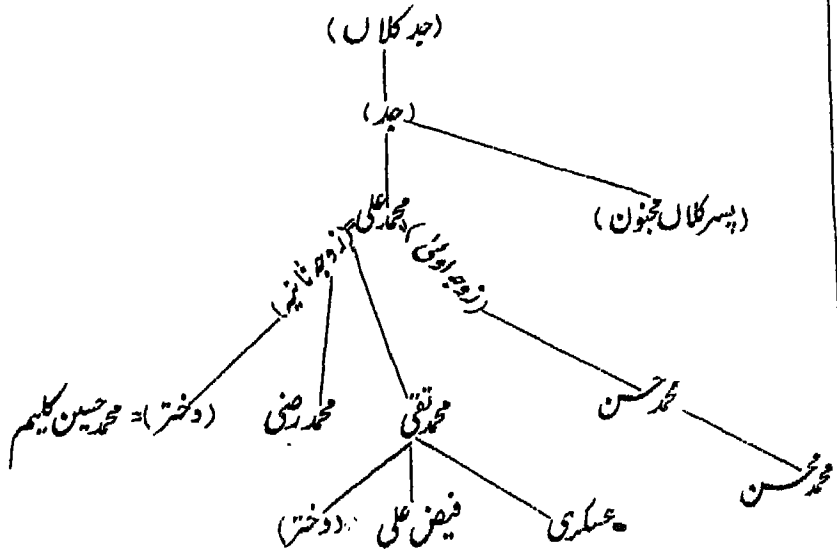 (جد کلاں)
(جد)
(پسر کلاں مجنون)
محمد علی
(زوجہ اولیٰ)
(زوجہ ثانیہ)
محمد حسن
محمد تقی
محمد رضی
(دختر) = محمد حسین کلیم
محمد محسن
عسکری
فیض علی
(دختر)